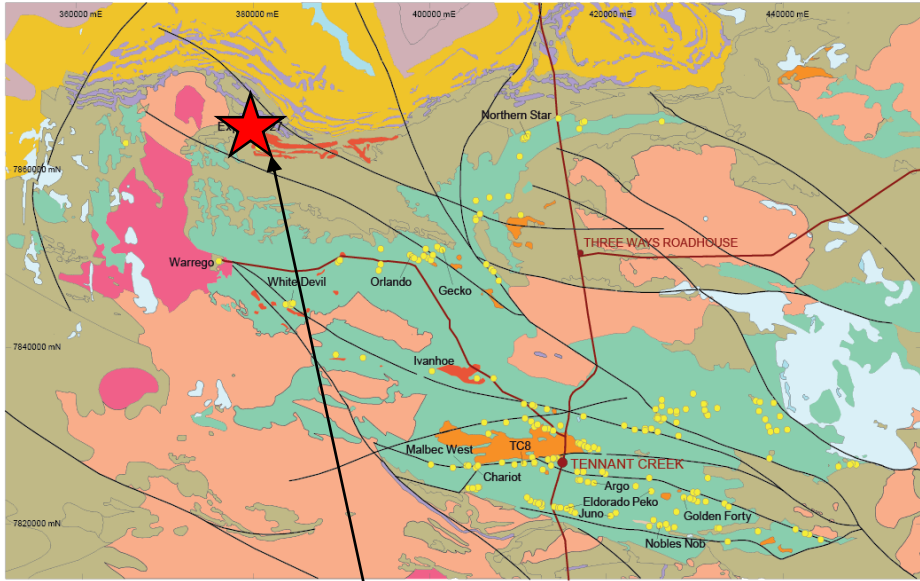 360000 mE
380000 mE
400000 mE
420000 mE
440000 mE
Northern Star
7860000 mN
THREE WAYS ROADHOUSE
Warrego
White Devil
Orlando
Gecko
7840000 mN
Ivanhoe
Malbec West
TC8
TENNANT CREEK
Chariot
Argo
Eldorado Peko
Juno
Golden Forty
7820000 mN
Nobles Nob